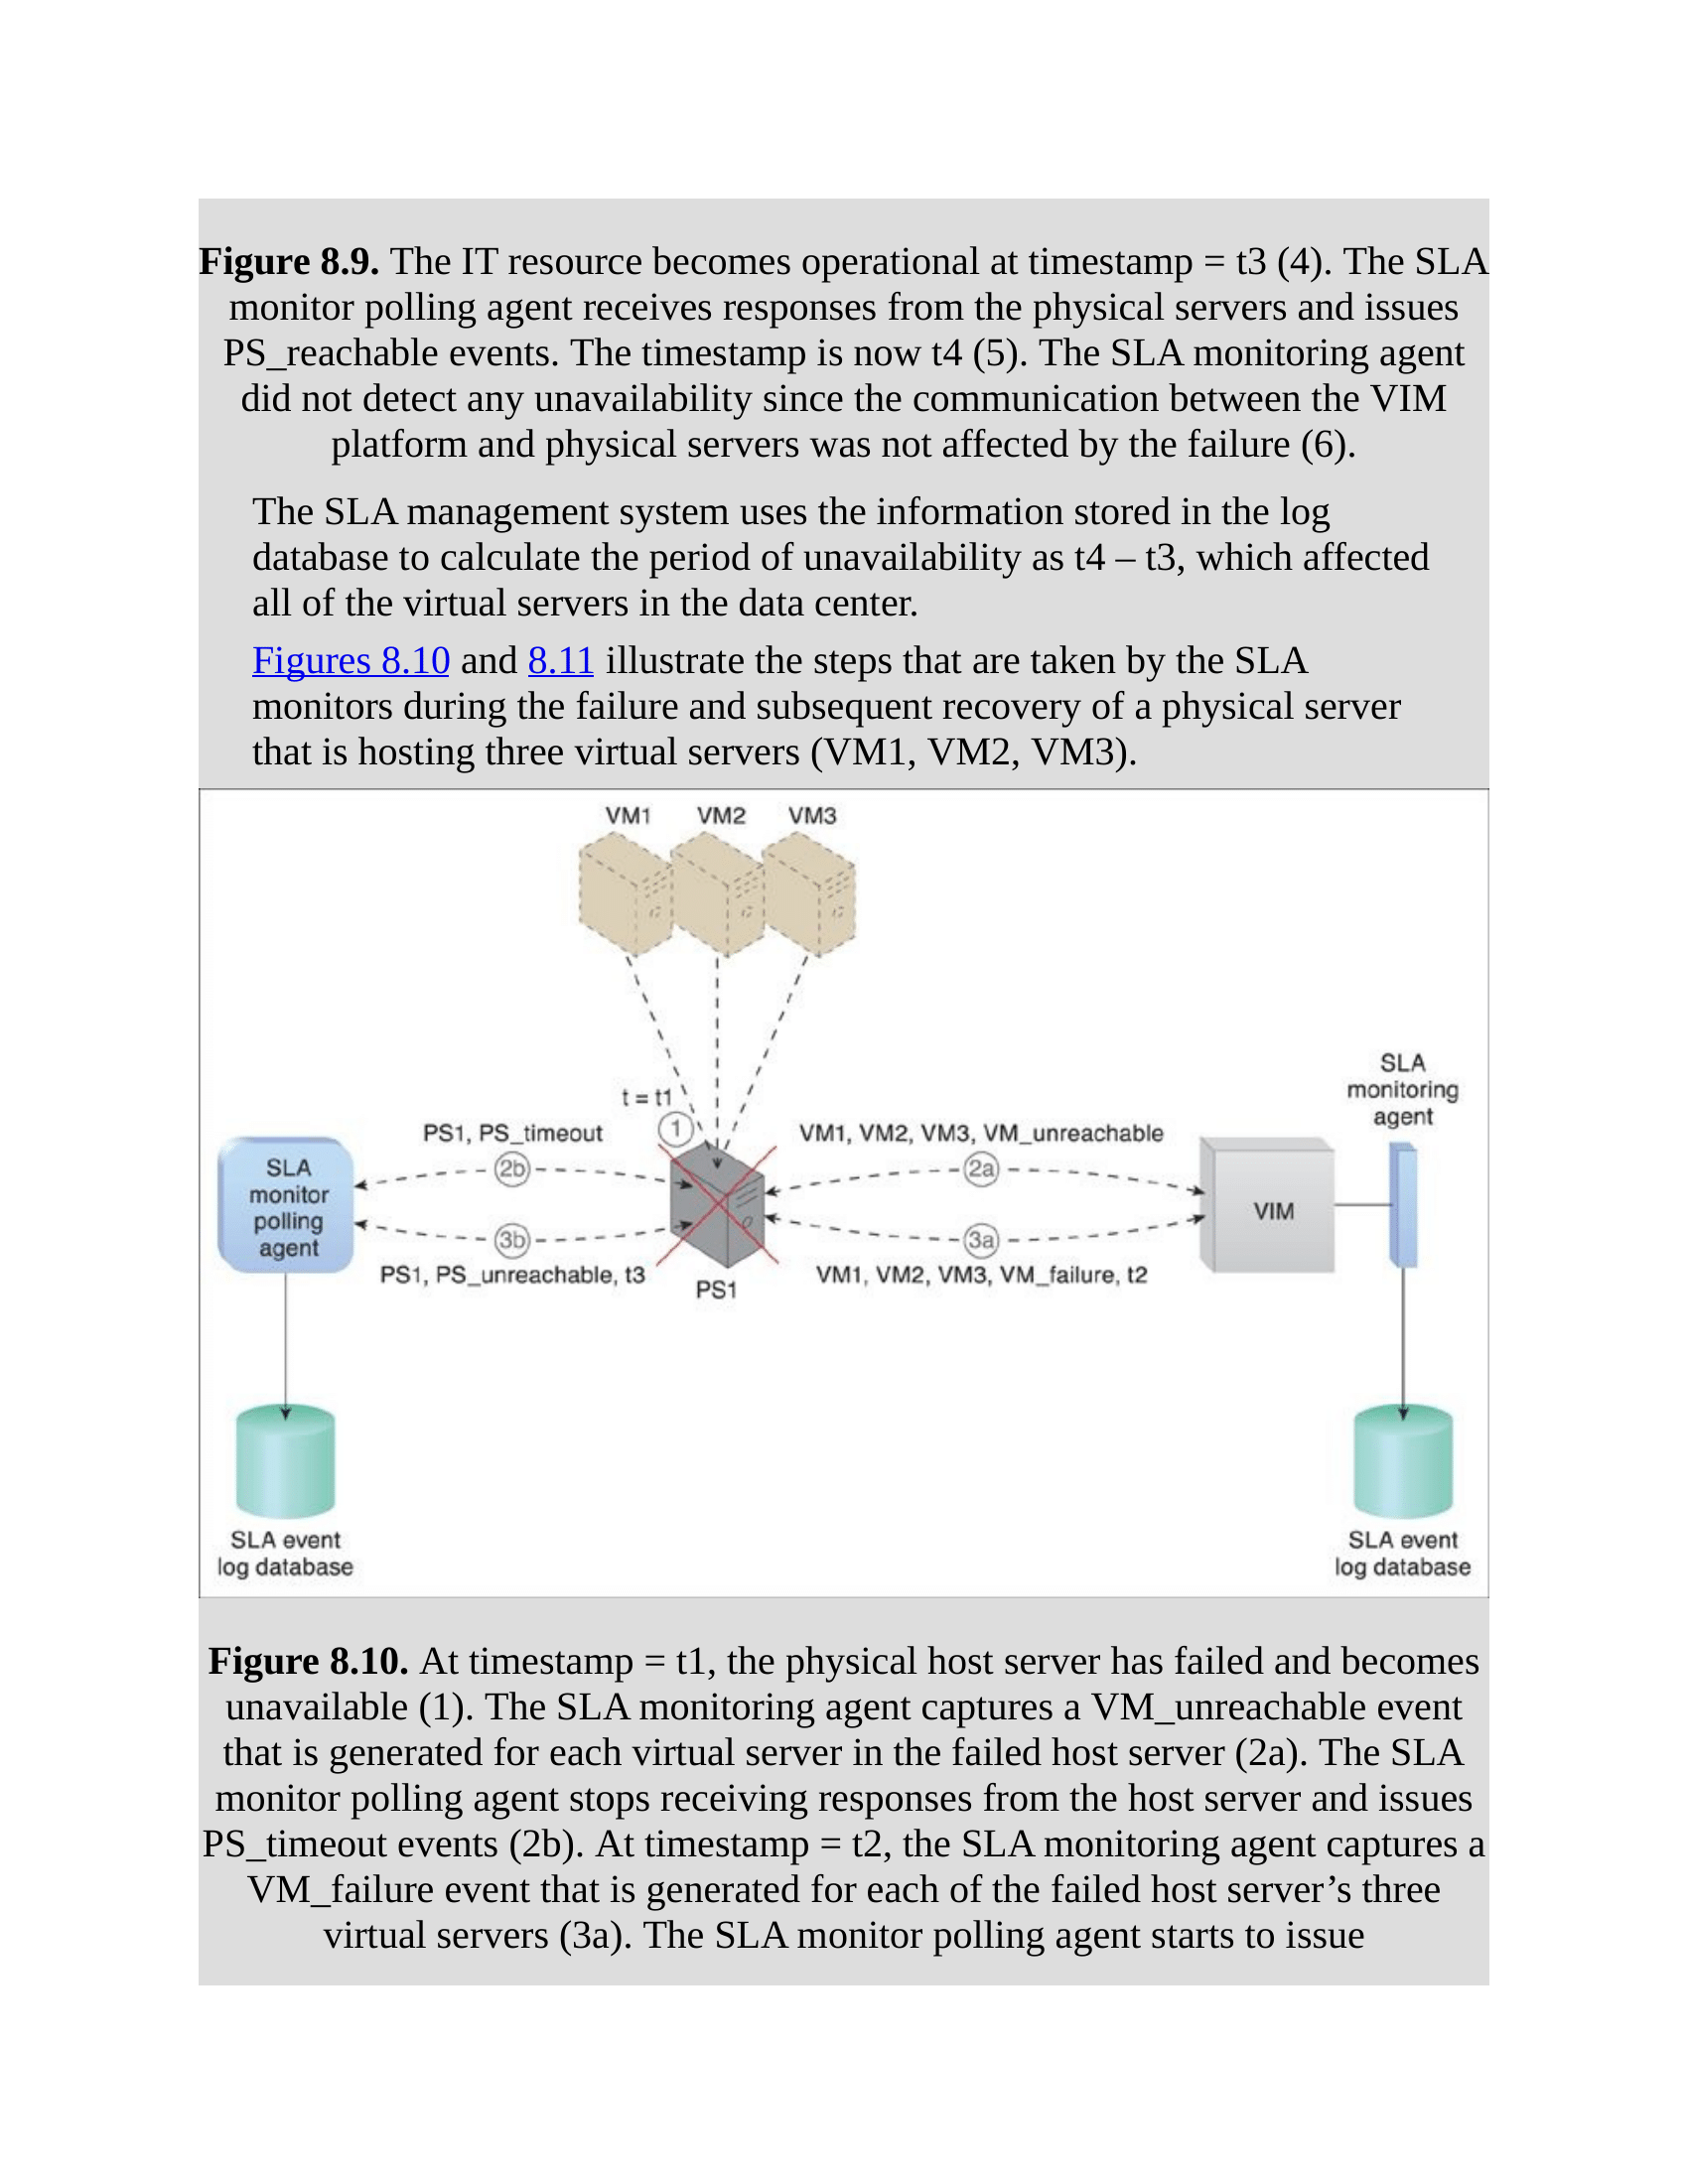 Figure 8.9. The IT resource becomes operational at timestamp = t3 (4). The SLA
monitor polling agent receives responses from the physical servers and issues
PS_reachable events. The timestamp is now t4 (5). The SLA monitoring agent
did not detect any unavailability since the communication between the VIM
platform and physical servers was not affected by the failure (6).
The SLA management system uses the information stored in the log
database to calculate the period of unavailability as t4 – t3, which affected
all of the virtual servers in the data center.
Figures 8.10 and 8.11 illustrate the steps that are taken by the SLA
monitors during the failure and subsequent recovery of a physical server
that is hosting three virtual servers (VM1, VM2, VM3).
VM1 VM2 VM3
SLA
monitoring
agent
t = t1
1
PS1, PS_timeout
VM1, VM2, VM3, VM_unreachable
2b
2a
SLA
monitor
polling
agent
VIM
3b
3a
PS1, PS_unreachable, t3
VM1, VM2, VM3, VM_failure, t2
PS1
SLA event
log database
SLA event
log database
Figure 8.10. At timestamp = t1, the physical host server has failed and becomes
unavailable (1). The SLA monitoring agent captures a VM_unreachable event
that is generated for each virtual server in the failed host server (2a). The SLA
monitor polling agent stops receiving responses from the host server and issues
PS_timeout events (2b). At timestamp = t2, the SLA monitoring agent captures a
VM_failure event that is generated for each of the failed host server’s three
virtual servers (3a). The SLA monitor polling agent starts to issue